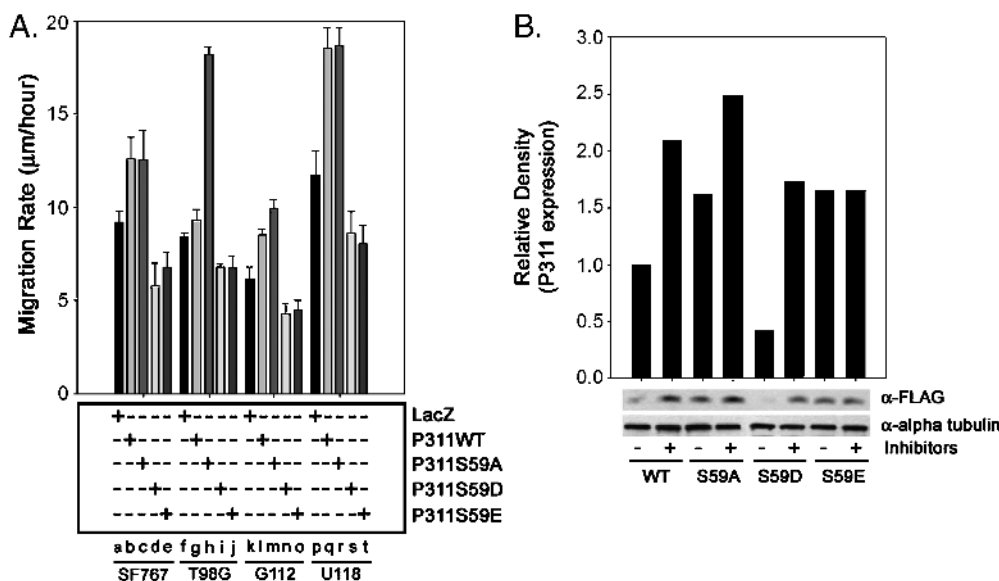 A.
Migration Rate (μm/hour)
20
15
10
5
0
+ - - - - + - - - - + - - - - + - - - - LacZ
- + - - - - + - - - - + - - - - + - - - P311WT
- - + - - - - + - - - - + - - - - + - - P311S59A
- - - + - - - - + - - - - + - - - - + - P311S59D
- - - - + - - - - + - - - - + - - - - + P311S59E
a b c d e f g h i j k l m n o p q r s t
SF767 T98G G112 U118
B.
Relative Density
(P311 expression)
3.0
2.5
2.0
1.5
1.0
0.5
0.0
α-FLAG
α-alpha tubulin
- + - + - + - + Inhibitors
WT S59A S59D S59E